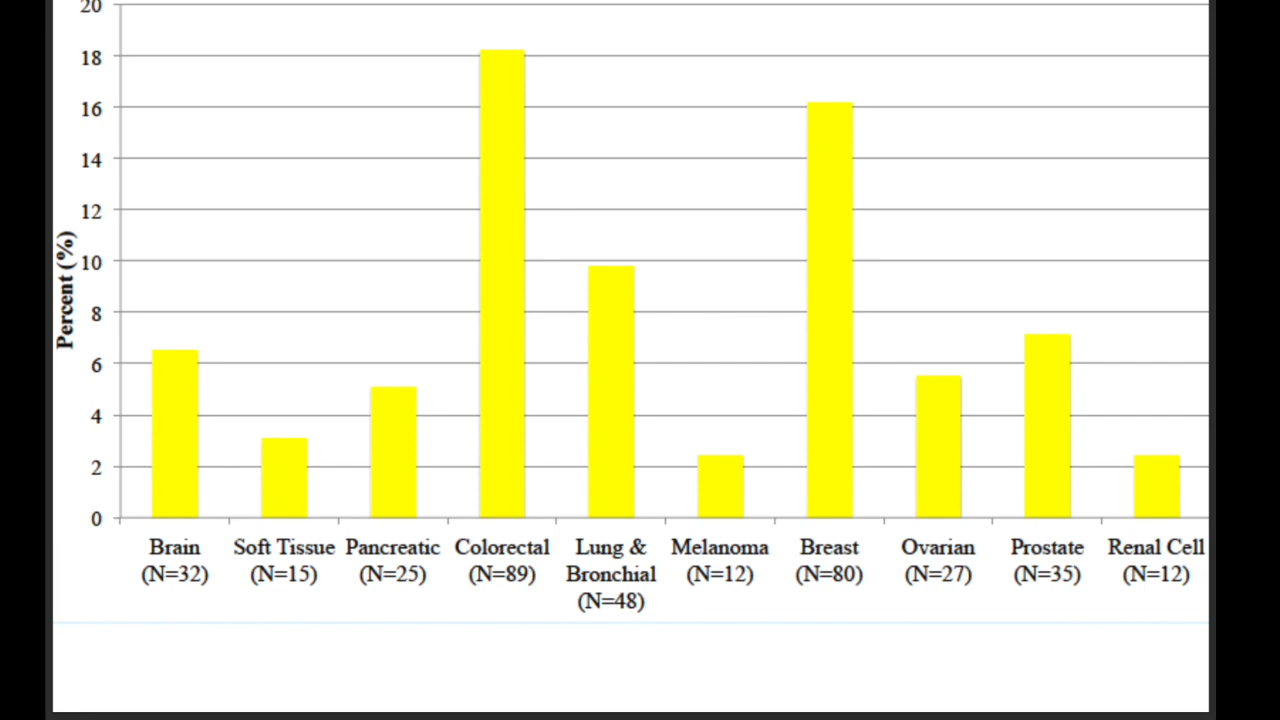 20
18
16
14
12
10
8
6
4
2
0
Percent (%)
Brain (N=32)
Soft Tissue (N=15)
Pancreatic (N=25)
Colorectal (N=89)
Lung & Bronchial (N=48)
Melanoma (N=12)
Breast (N=80)
Ovarian (N=27)
Prostate (N=35)
Renal Cell (N=12)